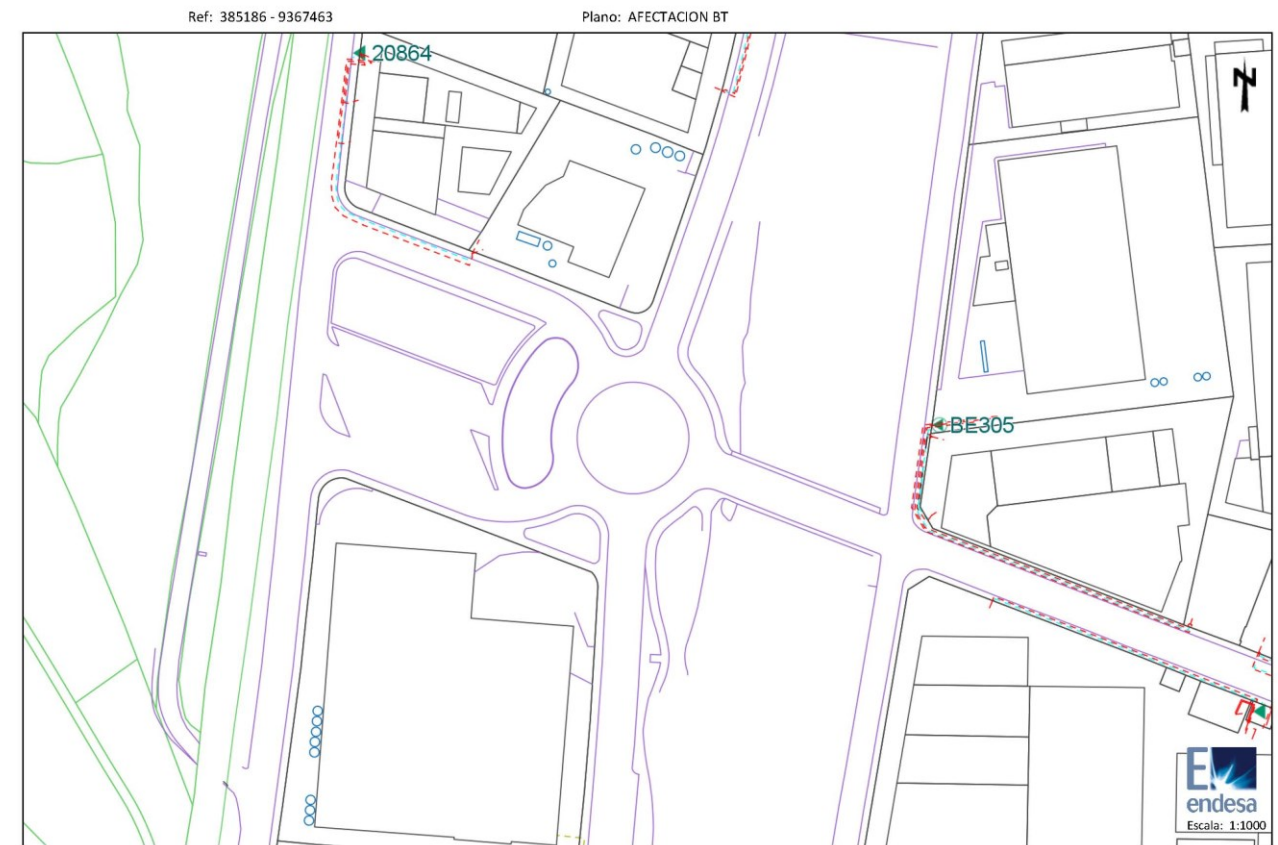 Ref: 385186 - 9367463
Plano: AFECTACION BT
20864
N
BE305
endesa
Escala: 1:1000